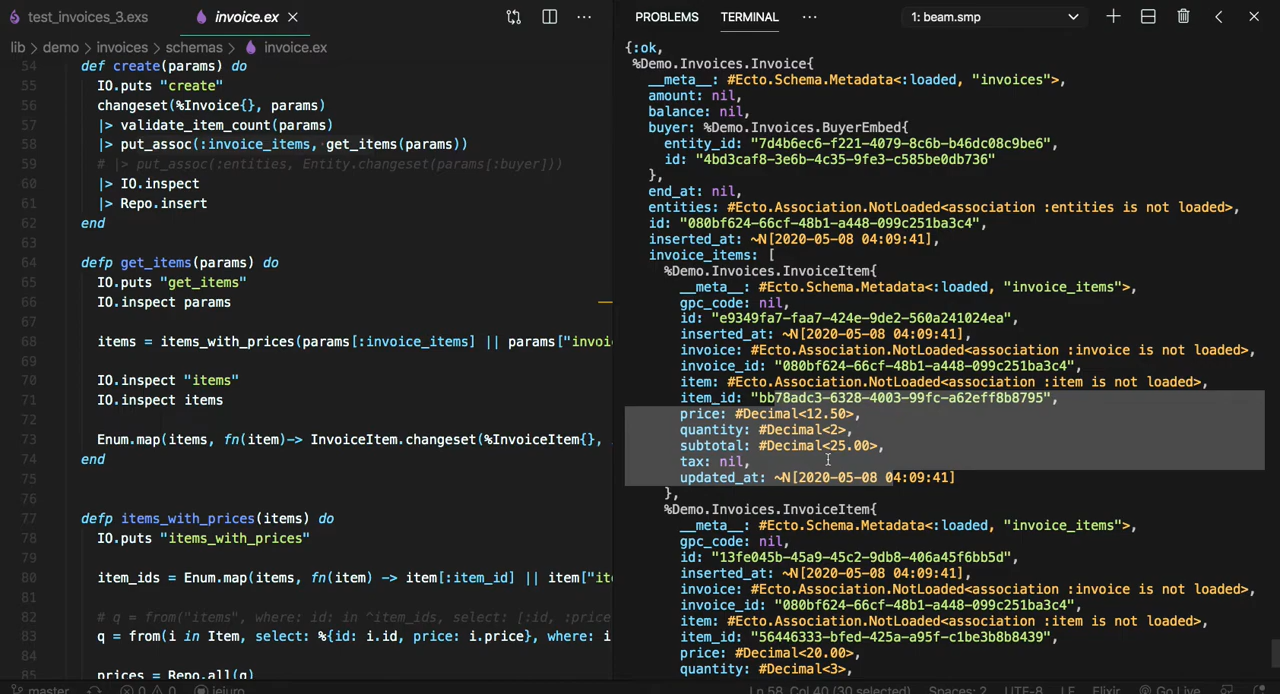 test_invoices_3.exs
invoice.ex
lib > demo > invoices > schemas > invoice.ex
54 def create(params) do
55 IO.puts "create"
56 changeset(%Invoice{}, params)
57 |> validate_item_count(params)
58 |> put_assoc(:invoice_items, get_items(params))
59 # |> put_assoc(:entities, Entity.changeset(params[:buyer]))
60 |> IO.inspect
61 |> Repo.insert
62 end
63
64 defp get_items(params) do
65 IO.puts "get_items"
66 IO.inspect params
67
68 items = items_with_prices(params[:invoice_items] || params["invoi
69
70 IO.inspect "items"
71 IO.inspect items
72
73 Enum.map(items, fn(item)-> InvoiceItem.changeset(%InvoiceItem{},
74 end
75
76
77 defp items_with_prices(items) do
78 IO.puts "items_with_prices"
79
80 item_ids = Enum.map(items, fn(item) -> item[:item_id] || item["ite
81
82 # q = from("items", where: id: in ^item_ids, select: [:id, :price
83 q = from(i in Item, select: %{id: i.id, price: i.price}, where: i
84
85 prices = Repo.all(q)
PROBLEMS TERMINAL ... 1: beam.smp
{:ok,
%Demo.Invoices.Invoice{
__meta__: #Ecto.Schema.Metadata<:loaded, "invoices">,
amount: nil,
balance: nil,
buyer: %Demo.Invoices.BuyerEmbed{
entity_id: "7d4b6ec6-f221-4079-8c6b-b46dc08c9be6",
id: "4bd3caf8-3e6b-4c35-9fe3-c585be0db736"
},
end_at: nil,
entities: #Ecto.Association.NotLoaded<association :entities is not loaded>,
id: "080bf624-66cf-48b1-a448-099c251ba3c4",
inserted_at: ~N[2020-05-08 04:09:41],
invoice_items: [
%Demo.Invoices.InvoiceItem{
__meta__: #Ecto.Schema.Metadata<:loaded, "invoice_items">,
gpc_code: nil,
id: "e9349fa7-faa7-424e-9de2-560a241024ea",
inserted_at: ~N[2020-05-08 04:09:41],
invoice: #Ecto.Association.NotLoaded<association :invoice is not loaded>,
invoice_id: "080bf624-66cf-48b1-a448-099c251ba3c4",
item: #Ecto.Association.NotLoaded<association :item is not loaded>,
item_id: "bb78adc3-6328-4003-99fc-a62eff8b8795",
price: #Decimal<12.50>,
quantity: #Decimal<2>,
subtotal: #Decimal<25.00>,
tax: nil,
updated_at: ~N[2020-05-08 04:09:41]
},
%Demo.Invoices.InvoiceItem{
__meta__: #Ecto.Schema.Metadata<:loaded, "invoice_items">,
gpc_code: nil,
id: "13fe045b-45a9-45c2-9db8-406a45f6bb5d",
inserted_at: ~N[2020-05-08 04:09:41],
invoice: #Ecto.Association.NotLoaded<association :invoice is not loaded>,
invoice_id: "080bf624-66cf-48b1-a448-099c251ba3c4",
item: #Ecto.Association.NotLoaded<association :item is not loaded>,
item_id: "56446333-bfed-425a-a95f-c1be3b8b8439",
price: #Decimal<20.00>,
quantity: #Decimal<3>,
master 0 0 Ln 58, Col 40 (30 selected) Spaces: 2 UTF-8 LF Elixir Go Live